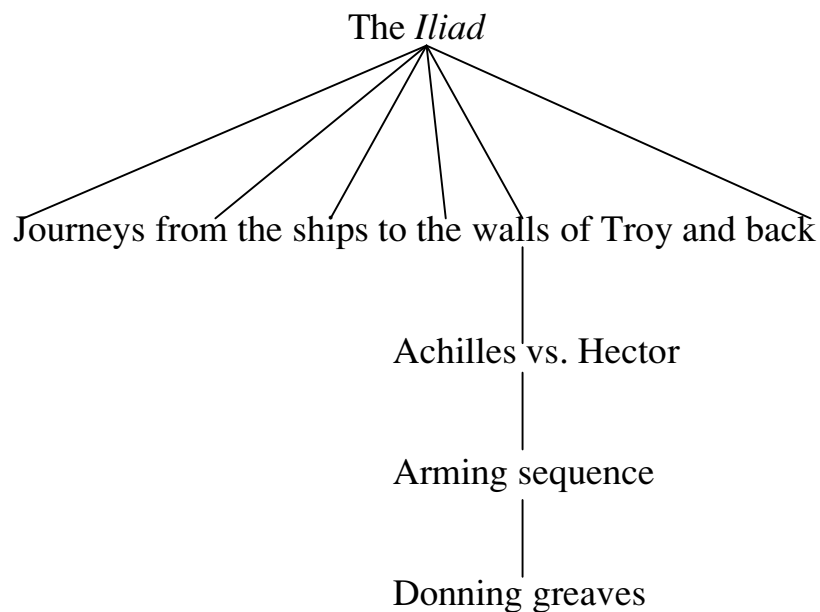 The Iliad
Journeys from the ships to the walls of Troy and back
Achilles vs. Hector
Arming sequence
Donning greaves